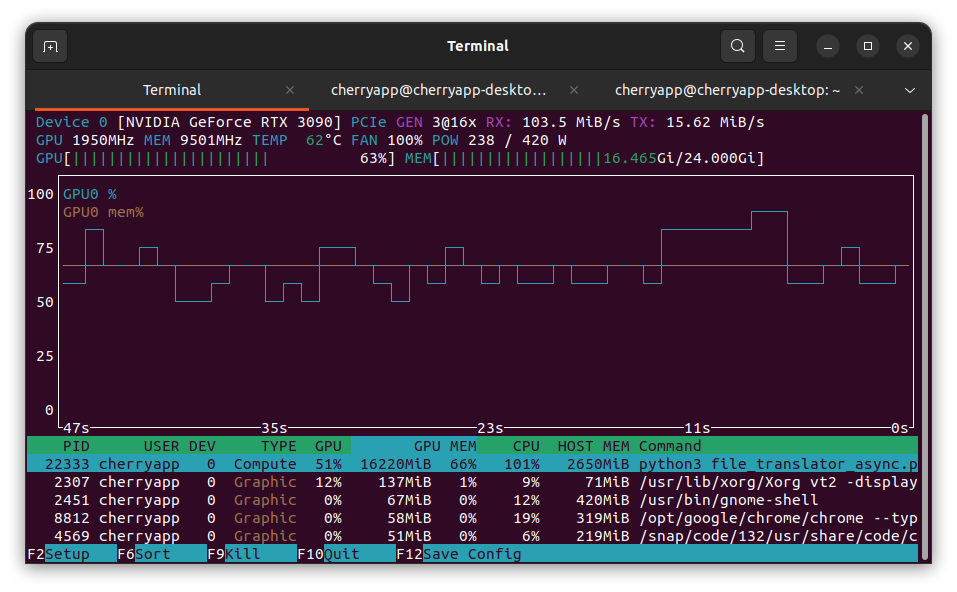 Terminal
Terminal cherryapp@cherryapp-deskto... cherryapp@cherryapp-desktop: ~
Device 0 [NVIDIA GeForce RTX 3090] PCIe GEN 3@16x RX: 103.5 MiB/s TX: 15.62 MiB/s
GPU 1950MHz MEM 9501MHz TEMP 62°C FAN 100% POW 238 / 420 W
GPU[||||||||||||||||||||||63%] MEM[||||||||||||||||||16.465Gi/24.000Gi]
100
GPU0 %
GPU0 mem%
75
50
25
0
47s 35s 23s 11s 0s
PID USER DEV TYPE GPU GPU MEM CPU HOST MEM Command
22333 cherryapp 0 Compute 51% 16220MiB 66% 101% 2650MiB python3 file_translator_async.p
2307 cherryapp 0 Graphic 12% 137MiB 1% 9% 71MiB /usr/lib/xorg/Xorg vt2 -display
2451 cherryapp 0 Graphic 0% 67MiB 0% 12% 420MiB /usr/bin/gnome-shell
8812 cherryapp 0 Graphic 0% 58MiB 0% 19% 319MiB /opt/google/chrome/chrome --typ
4569 cherryapp 0 Graphic 0% 51MiB 0% 6% 219MiB /snap/code/132/usr/share/code/c
F2Setup F6Sort F9Kill F10Quit F12Save Config